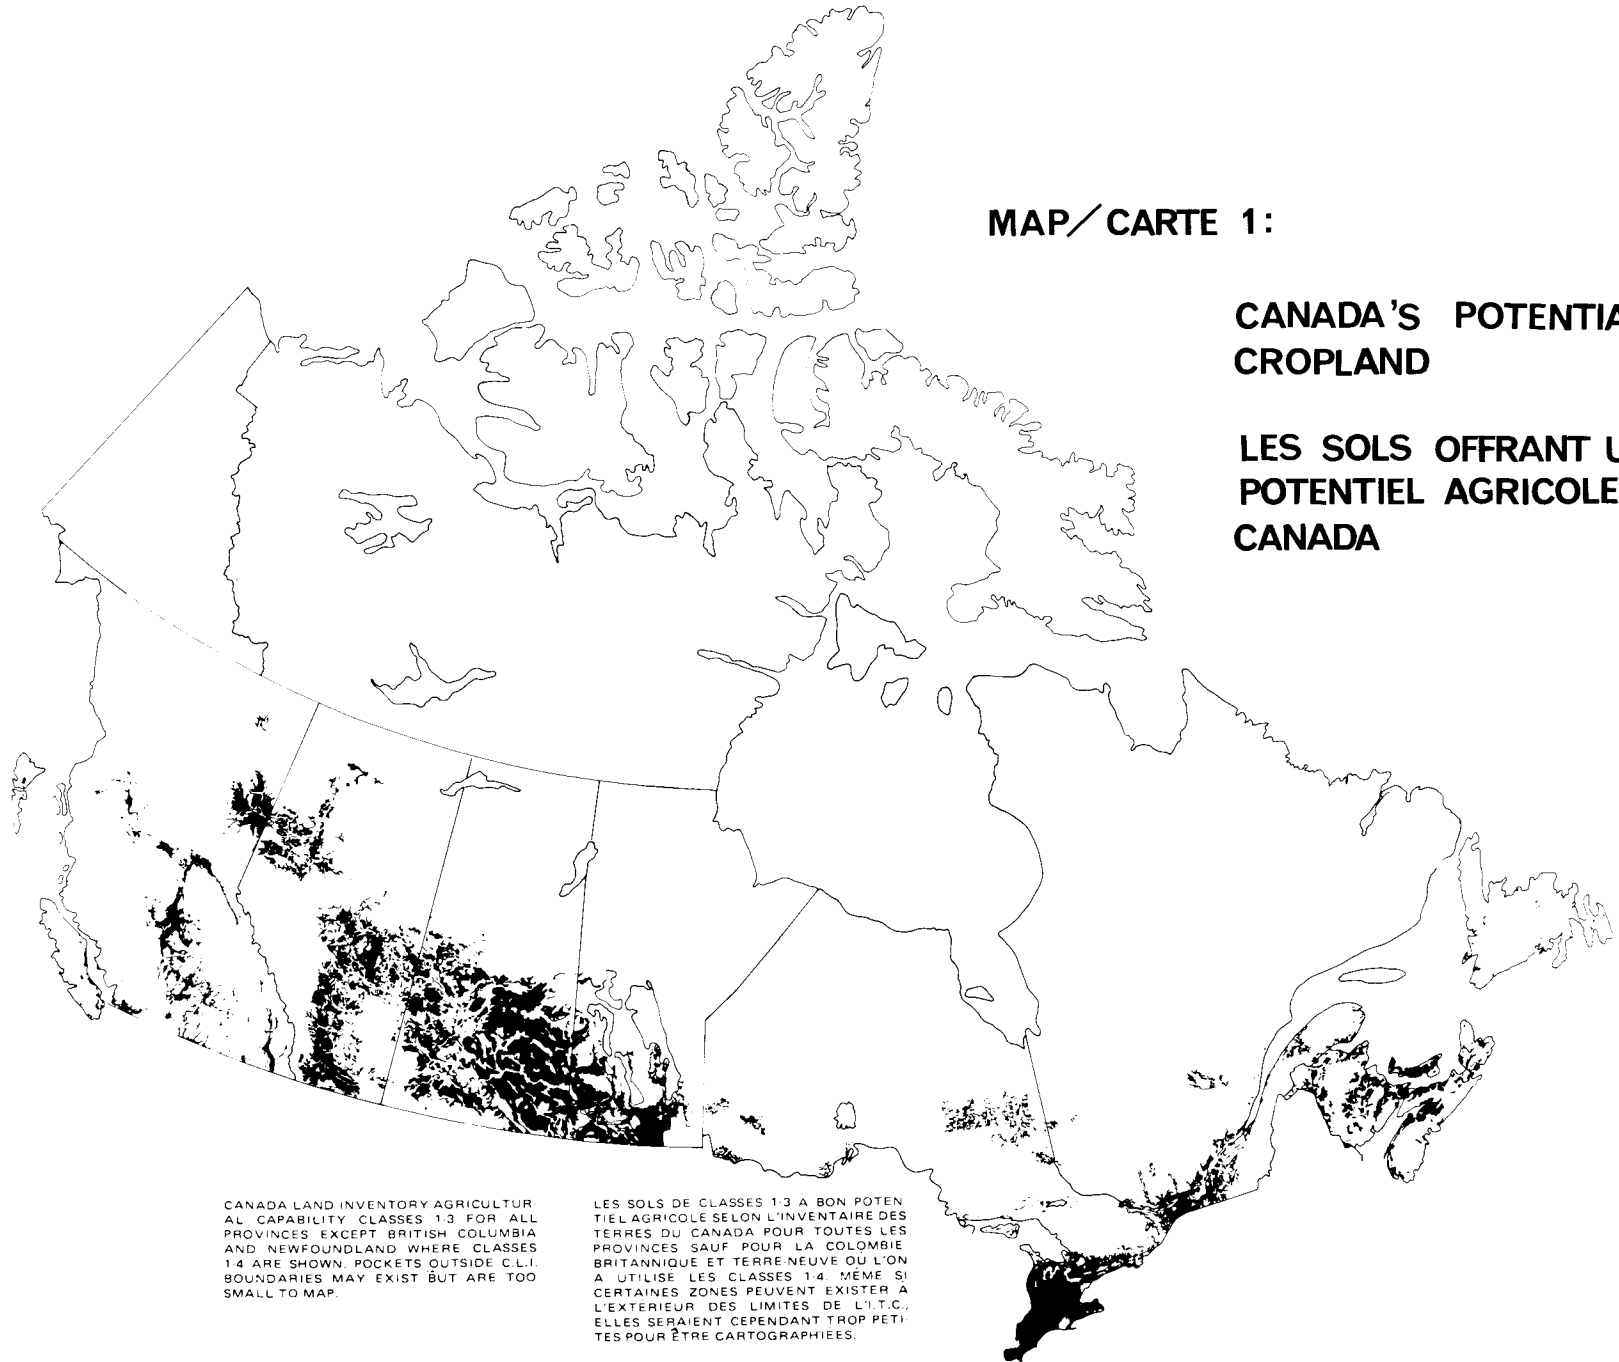 MAP/CARTE 1:
CANADA'S POTENTIA
CROPLAND
LES SOLS OFFRANT U
POTENTIEL AGRICOLE
CANADA
CANADA LAND INVENTORY AGRICULTUR-
AL CAPABILITY CLASSES 1-3 FOR ALL
PROVINCES EXCEPT BRITISH COLUMBIA
AND NEWFOUNDLAND WHERE CLASSES
1-4 ARE SHOWN. POCKETS OUTSIDE C.L.I.
BOUNDARIES MAY EXIST BUT ARE TOO
SMALL TO MAP.
LES SOLS DE CLASSES 1-3 À BON POTEN
TIEL AGRICOLE SELON L'INVENTAIRE DES
TERRES DU CANADA POUR TOUTES LES
PROVINCES SAUF POUR LA COLOMBIE
BRITANNIQUE ET TERRE-NEUVE OÙ L'ON
A UTILISÉ LES CLASSES 1-4. MÊME SI
CERTAINES ZONES PEUVENT EXISTER À
L'EXTERIEUR DES LIMITES DE L'I.T.C.,
ELLES SERAIENT CEPENDANT TROP PETI-
TES POUR ÊTRE CARTOGRAPHIEES.